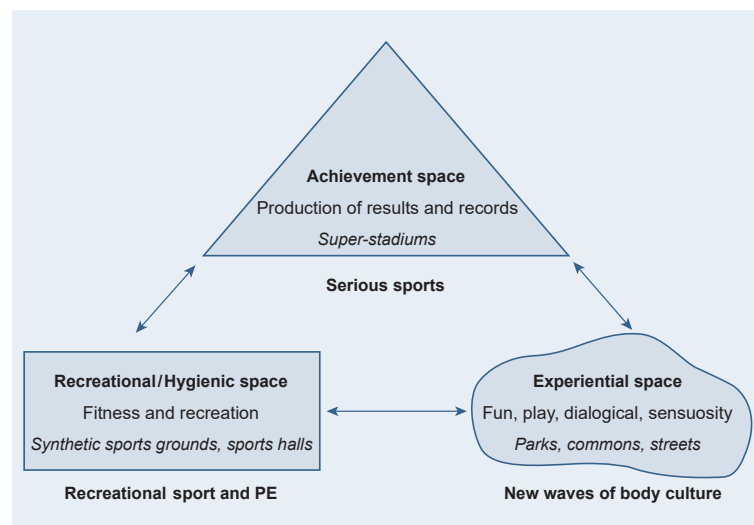 Achievement space
Production of results and records
Super-stadiums
Serious sports
Recreational/Hygienic space
Fitness and recreation
Synthetic sports grounds, sports halls
Recreational sport and PE
Experiential space
Fun, play, dialogical, sensuosity
Parks, commons, streets
New waves of body culture